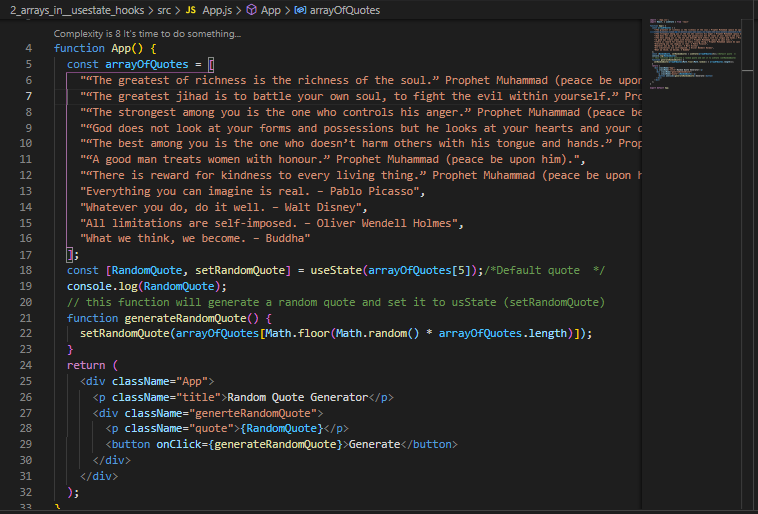 2_arrays_in__usestate_hooks > src > JS App.js > App > arrayOfQuotes
Complexity is 8 It's time to do something...
4 function App() {
5 const arrayOfQuotes = [
6 "“The greatest of richness is the richness of the soul.” Prophet Muhammad (peace be upon
7 "“The greatest jihad is to battle your own soul, to fight the evil within yourself.” Pro
8 "“The strongest among you is the one who controls his anger.” Prophet Muhammad (peace be
9 "“God does not look at your forms and possessions but he looks at your hearts and your d
10 "“The best among you is the one who doesn’t harm others with his tongue and hands.” Prop
11 "“A good man treats women with honour.” Prophet Muhammad (peace be upon him).",
12 "“There is reward for kindness to every living thing.” Prophet Muhammad (peace be upon h
13 "Everything you can imagine is real. – Pablo Picasso",
14 "Whatever you do, do it well. – Walt Disney",
15 "All limitations are self-imposed. – Oliver Wendell Holmes",
16 "What we think, we become. – Buddha"
17 ];
18 const [RandomQuote, setRandomQuote] = useState(arrayOfQuotes[5]);/*Default quote  */
19 console.log(RandomQuote);
20 // this function will generate a random quote and set it to usState (setRandomQuote)
21 function generateRandomQuote() {
22 setRandomQuote(arrayOfQuotes[Math.floor(Math.random() * arrayOfQuotes.length)]);
23 }
24 return (
25 <div className="App">
26 <p className="title">Random Quote Generator</p>
27 <div className="generteRandomQuote">
28 <p className="quote">{RandomQuote}</p>
29 <button onClick={generateRandomQuote}>Generate</button>
30 </div>
31 </div>
32 );
33 }